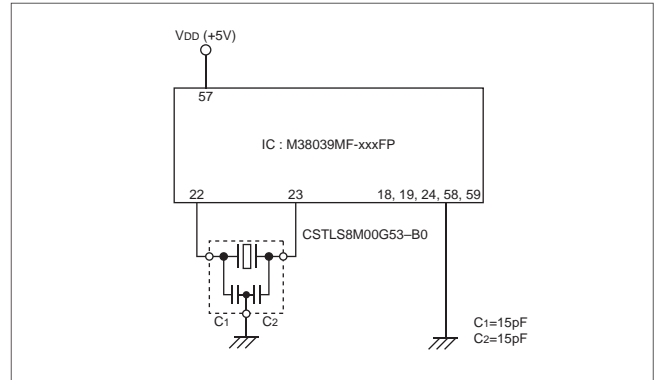 VDD (+5V)
57
IC : M38039MF-xxxFP
22
23
18, 19, 24, 58, 59
CSTLS8M00G53–B0
C1
C2
C1=15pF
C2=15pF